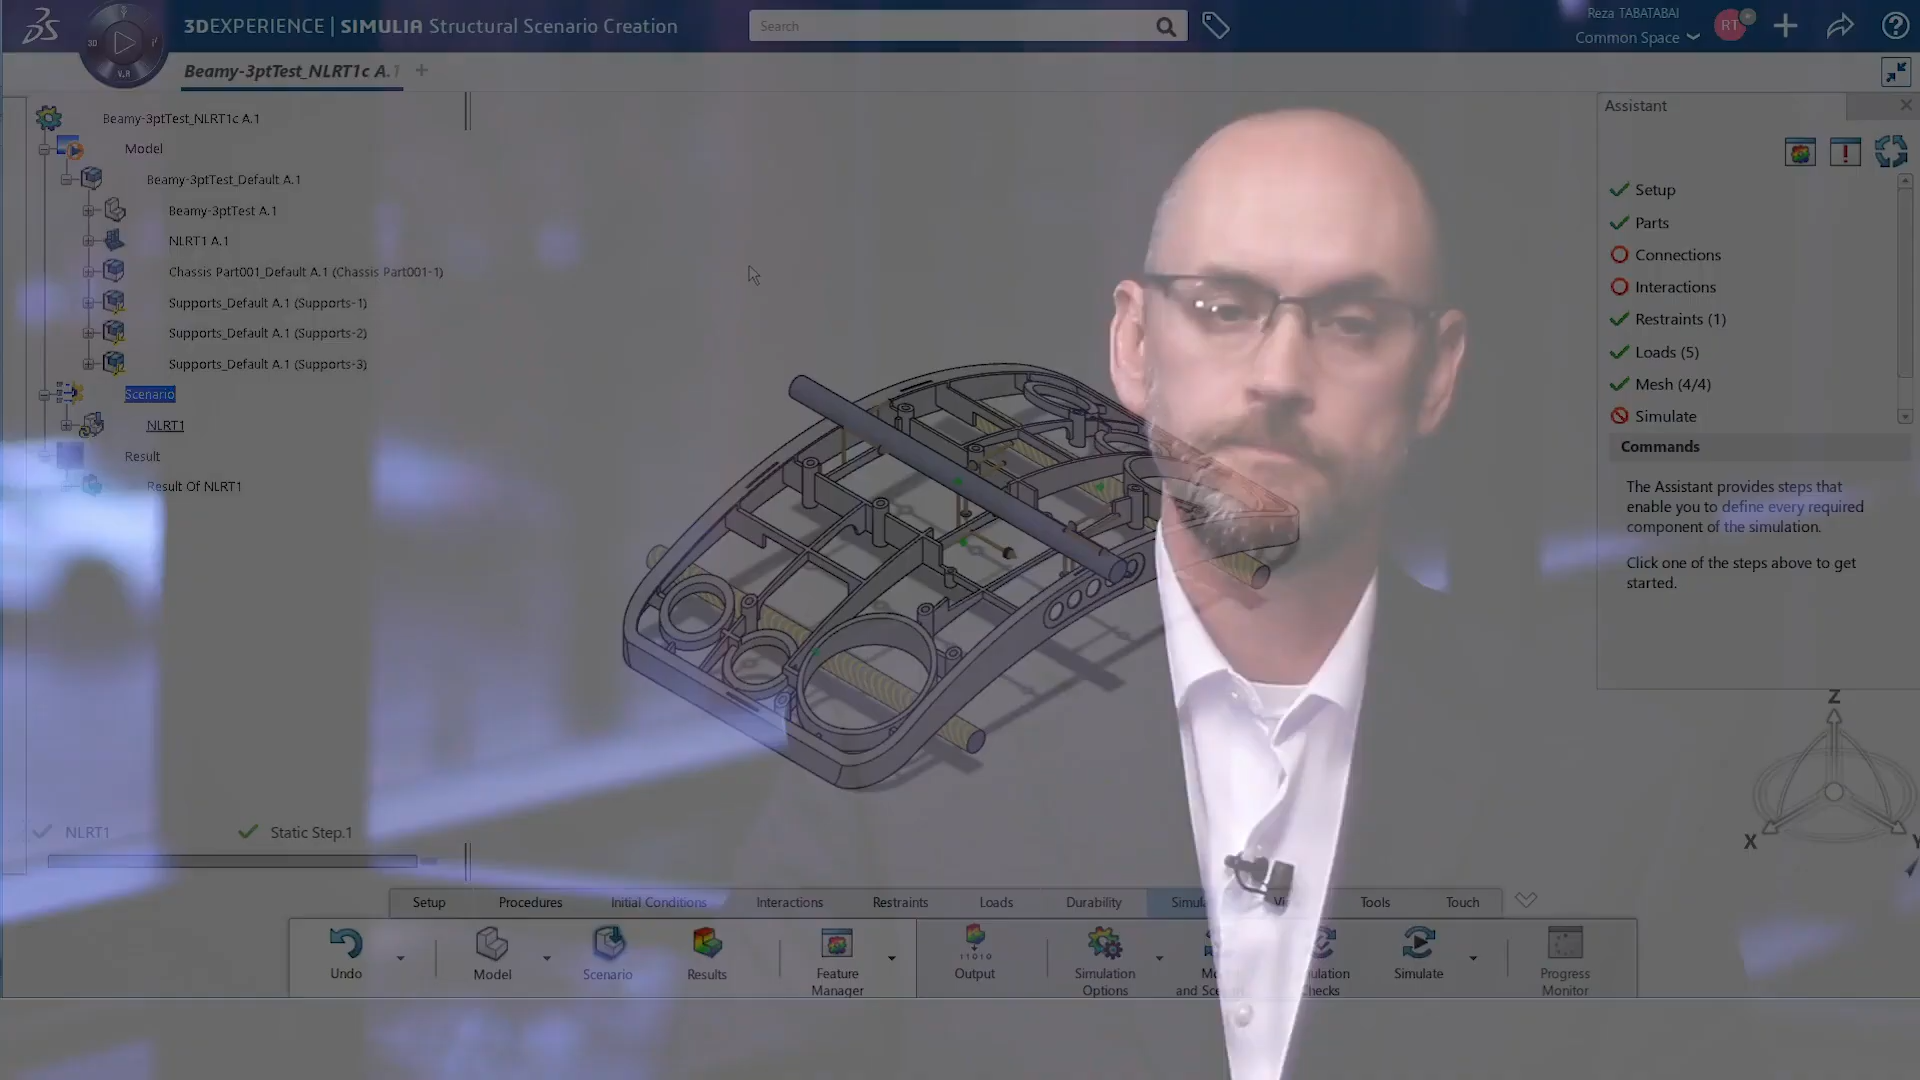 3DEXPERIENCE | SIMULIA Structural Scenario Creation
Search
Reza TABATABAI
Common Space
RT
3D
V.R
Beamy-3ptTest_NLRT1c A.1
Beamy-3ptTest_NLRT1c A.1
Model
Beamy-3ptTest_Default A.1
Beamy-3ptTest A.1
NLRT1 A.1
Chassis Part001_Default A.1 (Chassis Part001-1)
Supports_Default A.1 (Supports-1)
Supports_Default A.1 (Supports-2)
Supports_Default A.1 (Supports-3)
Scenario
NLRT1
Result
Result Of NLRT1
NLRT1
Static Step.1
Assistant
Setup
Parts
Connections
Interactions
Restraints (1)
Loads (5)
Mesh (4/4)
Simulate
Commands
The Assistant provides steps that
enable you to define every required
component of the simulation.
Click one of the steps above to get
started.
Z
X
Y
Setup Procedures Initial Conditions Interactions Restraints Loads Durability Tools Touch
Undo Model Scenario Results Feature Manager Output Simulation Options Simulate Progress Monitor